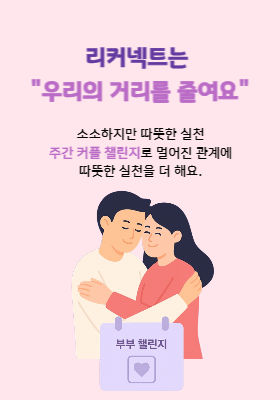 리커넥트는
"우리의 거리를 줄여요"
소소하지만 따뜻한 실천
주간 커플 챌린지로 멀어진 관계에
따뜻한 실천을 더 해요.
부부 챌린지